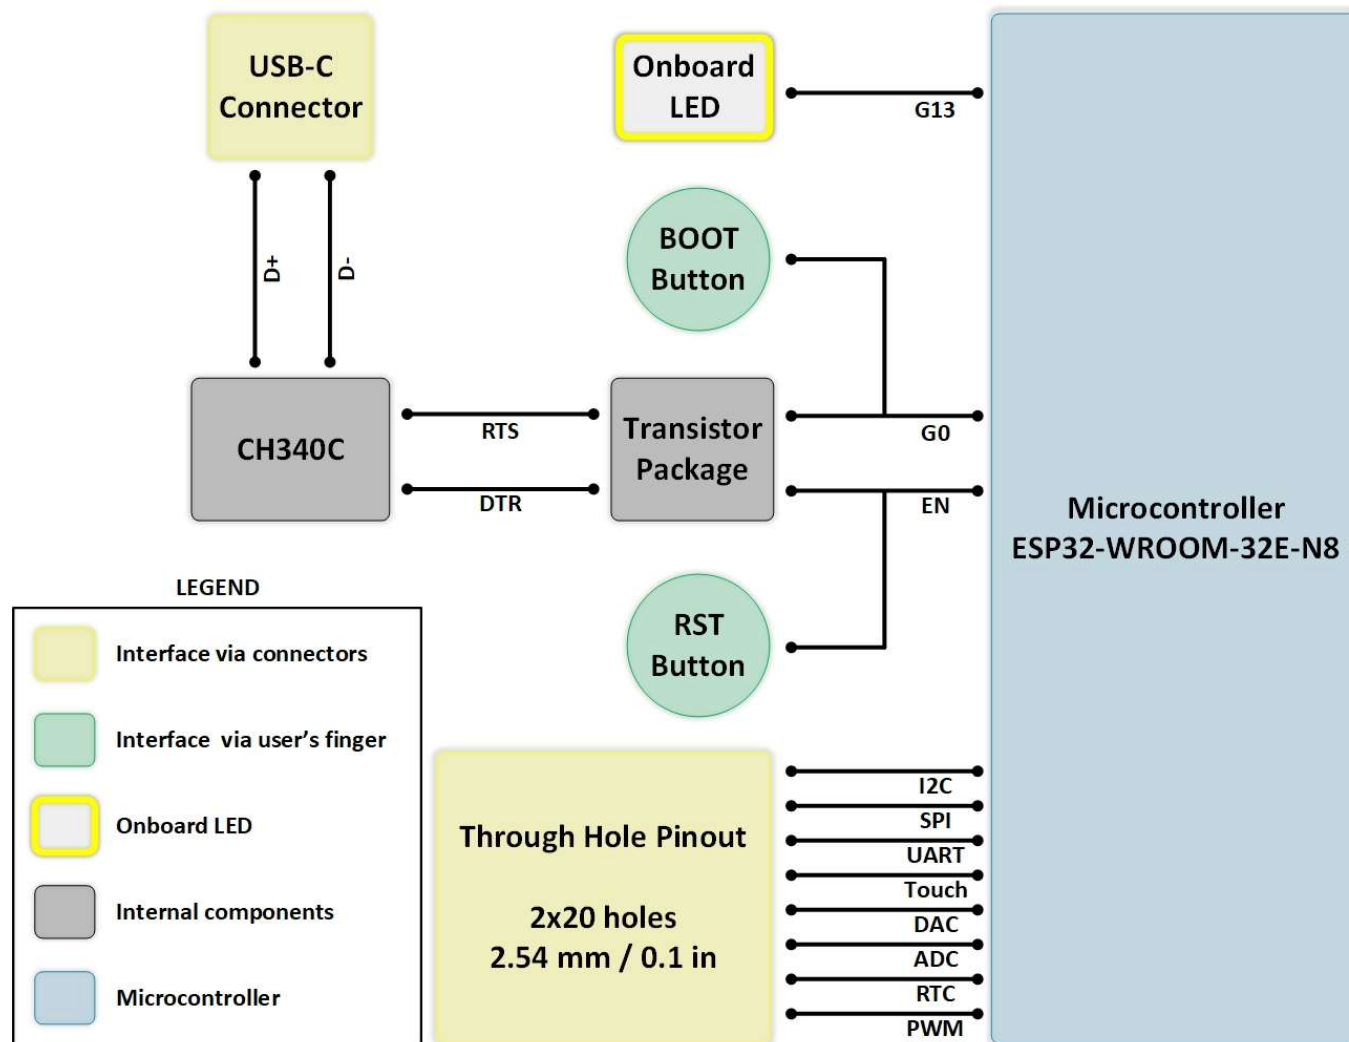 USB-C
Connector
Onboard
LED
G13
BOOT
Button
D+
D-
CH340C
RTS
DTR
Transistor
Package
G0
EN
Microcontroller
ESP32-WROOM-32E-N8
RST
Button
LEGEND
Interface via connectors
Interface via user’s finger
Onboard LED
Internal components
Microcontroller
Through Hole Pinout
2x20 holes
2.54 mm / 0.1 in
I2C
SPI
UART
Touch
DAC
ADC
RTC
PWM